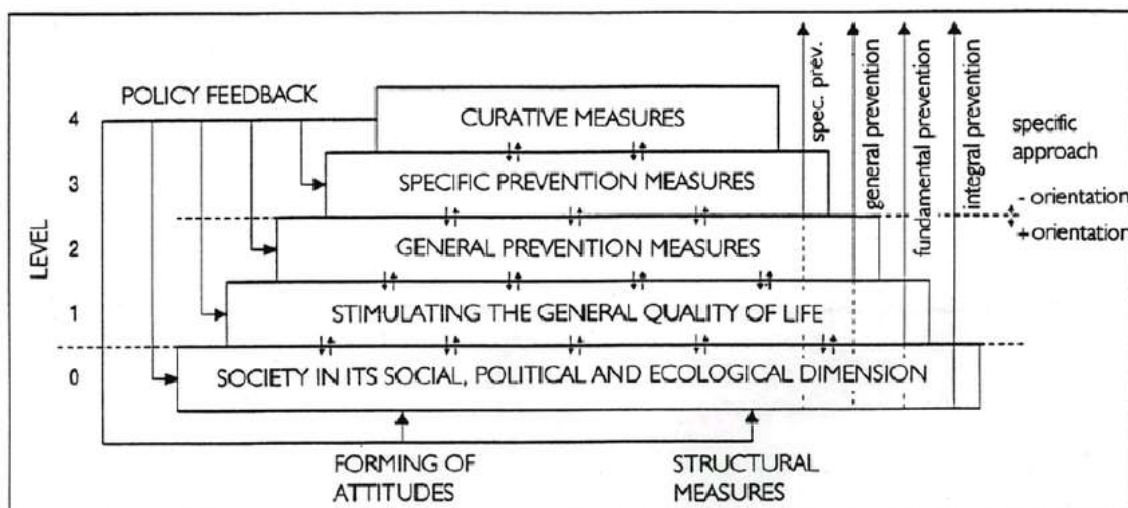 POLICY FEEDBACK
LEVEL
4
CURATIVE MEASURES
3
SPECIFIC PREVENTION MEASURES
2
GENERAL PREVENTION MEASURES
1
STIMULATING THE GENERAL QUALITY OF LIFE
0
SOCIETY IN ITS SOCIAL, POLITICAL AND ECOLOGICAL DIMENSION
FORMING OF
ATTITUDES
STRUCTURAL
MEASURES
spec. prev.
general prevention
fundamental prevention
integral prevention
specific
approach
- orientation
+orientation